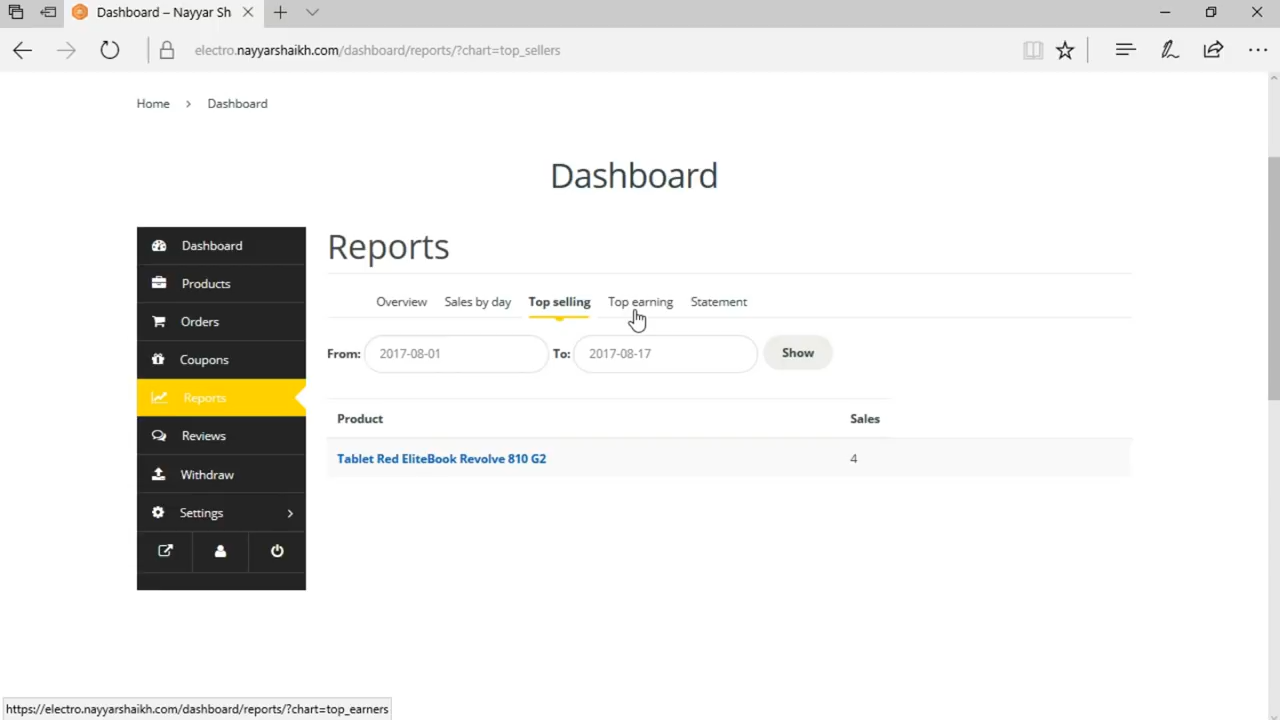 Dashboard – Nayyar Sh
electro.nayyarshaikh.com/dashboard/reports/?chart=top_sellers
Home > Dashboard
Dashboard
Dashboard
Products
Orders
Coupons
Reports
Reviews
Withdraw
Settings
Reports
Overview Sales by day Top selling Top earning Statement
From: 2017-08-01 To: 2017-08-17 Show
Product Sales
Tablet Red EliteBook Revolve 810 G2 4
https://electro.nayyarshaikh.com/dashboard/reports/?chart=top_earners